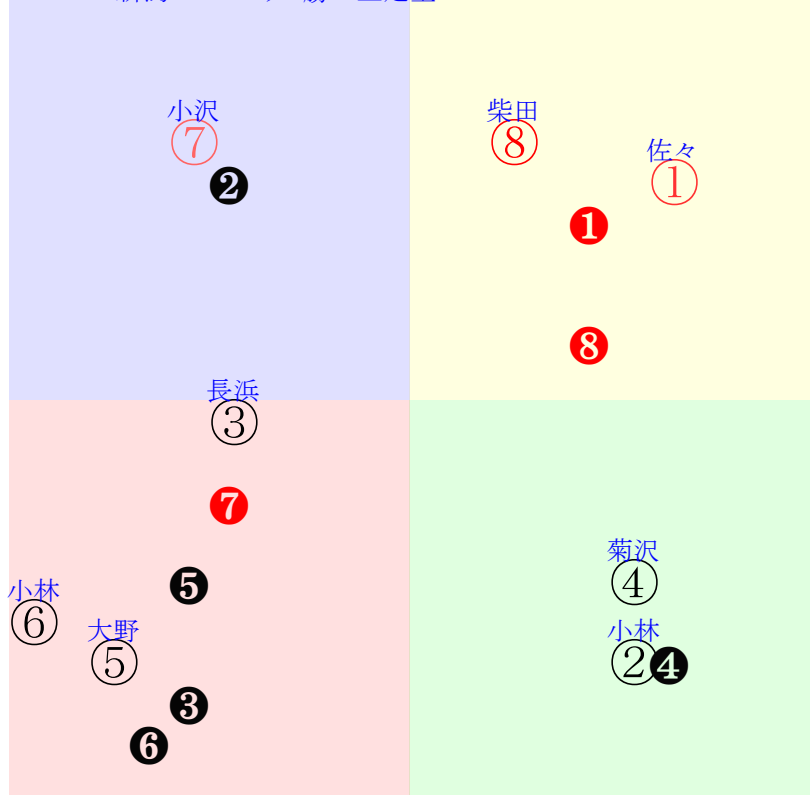 小沢
柴田
⑦
⑧
佐々
❷
①
❶
❽
長浜
③
❼
菊沢
❺
④
小林
⑥
大野
小林
⑤
②❹
❸
❻